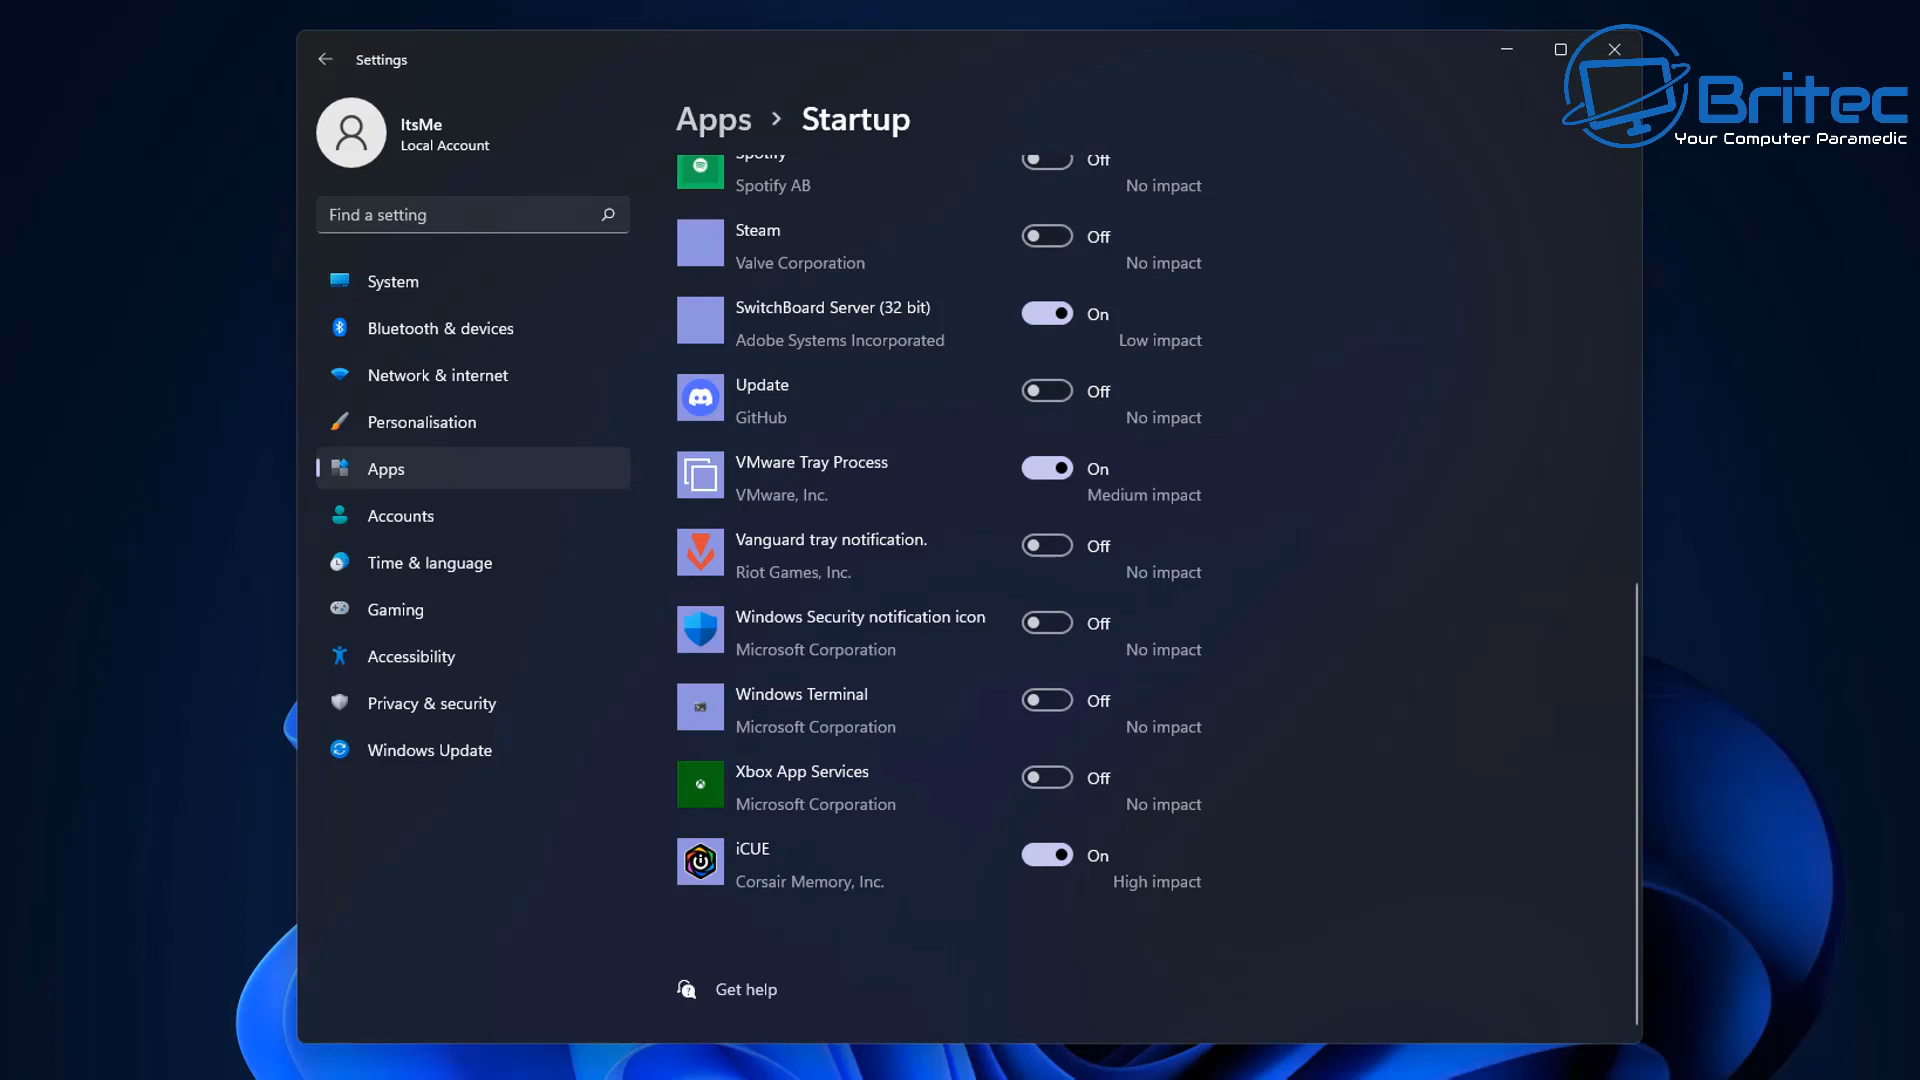 Settings
ItsMe
Local Account
Find a setting
System
Bluetooth & devices
Network & internet
Personalisation
Apps
Accounts
Time & language
Gaming
Accessibility
Privacy & security
Windows Update
Apps > Startup
Spotify
Off
Spotify AB
No impact
Steam
Off
Valve Corporation
No impact
SwitchBoard Server (32 bit)
On
Adobe Systems Incorporated
Low impact
Update
Off
GitHub
No impact
VMware Tray Process
On
VMware, Inc.
Medium impact
Vanguard tray notification.
Off
Riot Games, Inc.
No impact
Windows Security notification icon
Off
Microsoft Corporation
No impact
Windows Terminal
Off
Microsoft Corporation
No impact
Xbox App Services
Off
Microsoft Corporation
No impact
iCUE
On
Corsair Memory, Inc.
High impact
Get help
Britec
Your Computer Paramedic